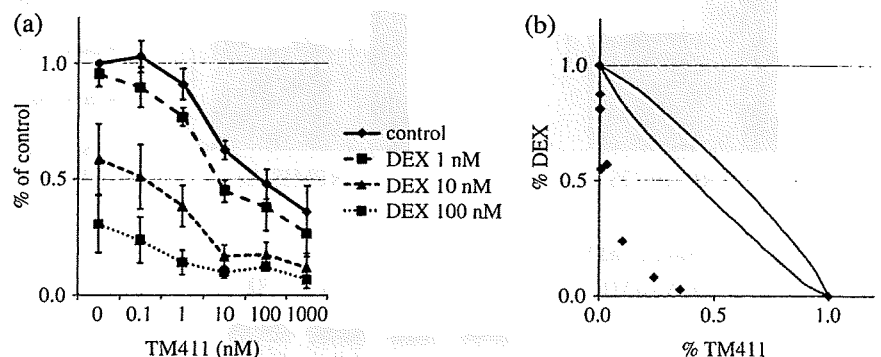 (a)
% of control
1.0
0.5
0.0
0 0.1 1 10 100 1000
TM411 (nM)
control
DEX 1 nM
DEX 10 nM
DEX 100 nM
(b)
% DEX
1.0
0.5
0.0
0.0 0.5 1.0
% TM411